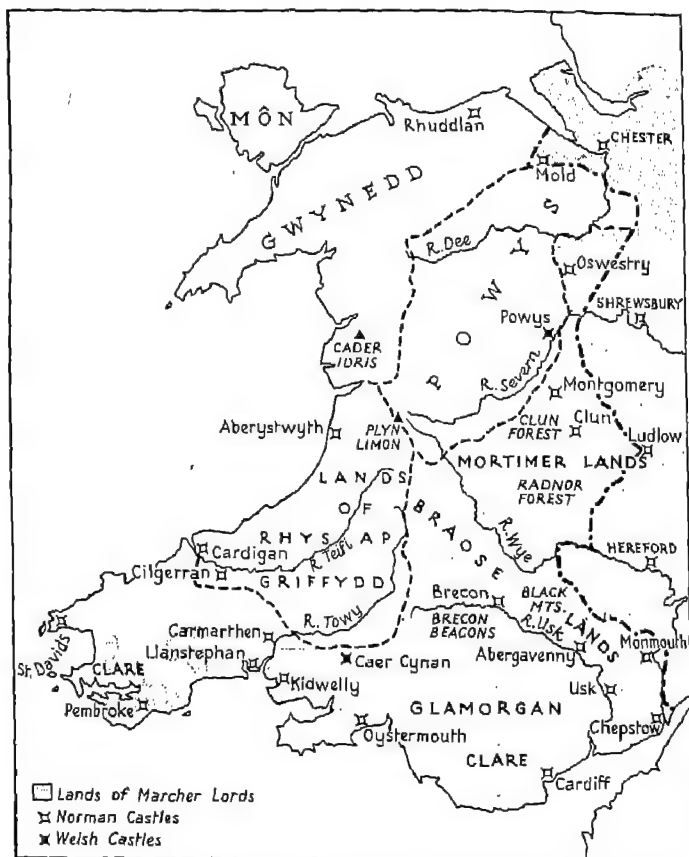 MÔN
Rhuddlan
CHESTER
Mold
GWYNEDD
R. Dee
POWYS
Oswestry
SHREWSBURY
Powys
CADER
IDRIS
R. Severn
Montgomery
Aberystwyth
PLYN
LIMON
CLUN
FOREST
Clun
Ludlow
MORTIMER LANDS
RADNOR
FOREST
LANDS
OF
RHYS AP
GRIFFYDD
R. Teifi
BRAOSE
LANDS
R. Wye
Cardigan
Cilgerran
HEREFORD
Brecon
BLACK
MTS.
R. Towy
BRECON
BEACONS
R. Usk
Monmouth
Carmarthen
Abergavenny
St. Davids
Llanstephan
Caer Cynan
CLARE
Kidwelly
Usk
Pembroke
GLAMORGAN
Oystermouth
Chepstow
CLARE
Cardiff
Lands of Marcher Lords
Norman Castles
Welsh Castles